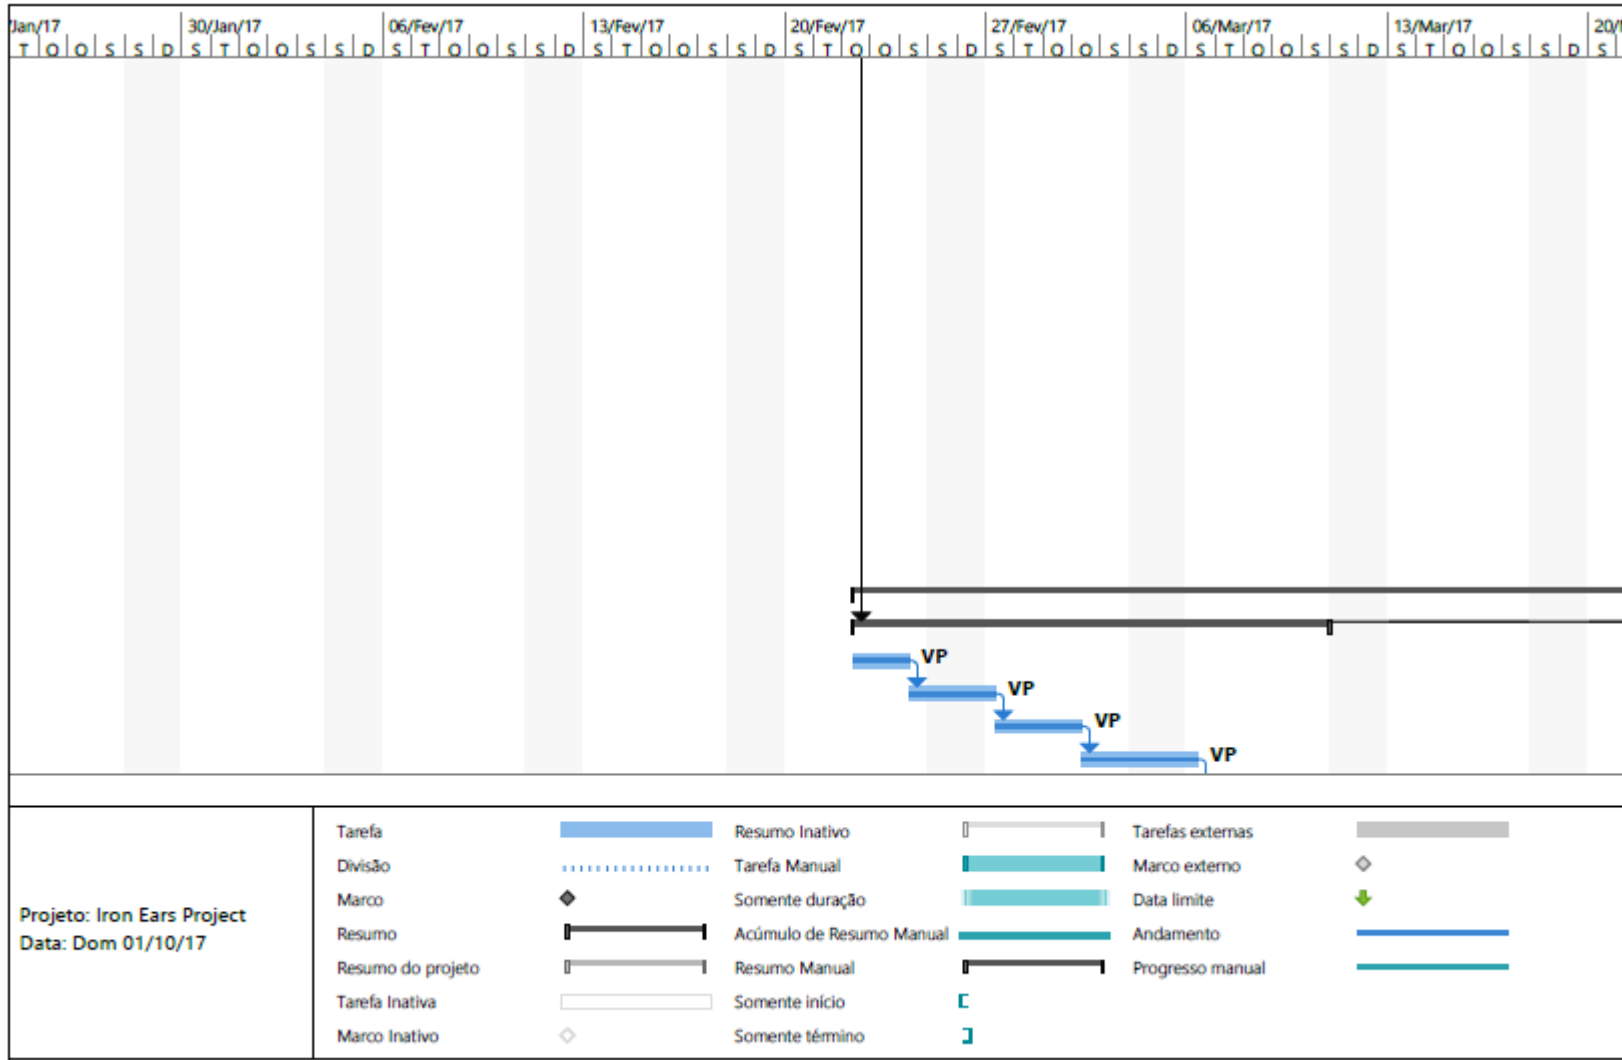 Jan/17 30/Jan/17 06/Fev/17 13/Fev/17 20/Fev/17 27/Fev/17 06/Mar/17 13/Mar/17 20/
T Q Q S S D S T Q Q S S D S T Q Q S S D S T Q Q S S D S T Q Q S S D S T Q Q S S D S T Q Q S S D S T Q Q S S D S
VP
VP
VP
VP
Projeto: Iron Ears Project
Data: Dom 01/10/17
Tarefa
Divisão
Marco
Resumo
Resumo do projeto
Tarefa Inativa
Marco Inativo
Resumo Inativo
Tarefa Manual
Somente duração
Acúmulo de Resumo Manual
Resumo Manual
Somente início
Somente término
Tarefas externas
Marco externo
Data limite
Andamento
Progresso manual